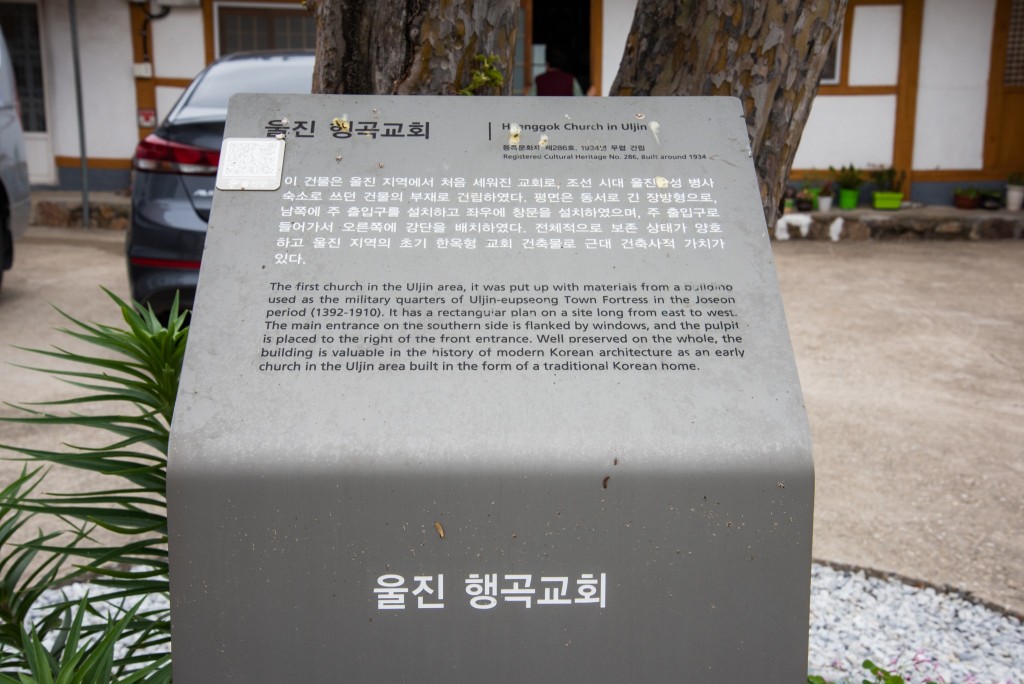 울진 행곡교회
Haenggok Church in Uljin
등록문화재 제286호, 1934년 무렵 건립
Registered Cultural Heritage No. 286, Built around 1934
이 건물은 울진 지역에서 처음 세워진 교회로, 조선 시대 울진읍성 병사
숙소로 쓰던 건물의 부재로 건립하였다. 평면은 동서로 긴 장방형으로,
남쪽에 주 출입구를 설치하고 좌우에 창문을 설치하였으며, 주 출입구로
들어가서 오른쪽에 강단을 배치하였다. 전체적으로 보존 상태가 양호
하고 울진 지역의 초기 한옥형 교회 건축물로 근대 건축사적 가치가
있다.
The first church in the Uljin area, it was put up with materials from a building
used as the military quarters of Uljin-eupseong Town Fortress in the Joseon
period (1392-1910). It has a rectangular plan on a site long from east to west.
The main entrance on the southern side is flanked by windows, and the pulpit
is placed to the right of the front entrance. Well preserved on the whole, the
building is valuable in the history of modern Korean architecture as an early
church in the Uljin area built in the form of a traditional Korean home.
울진 행곡교회